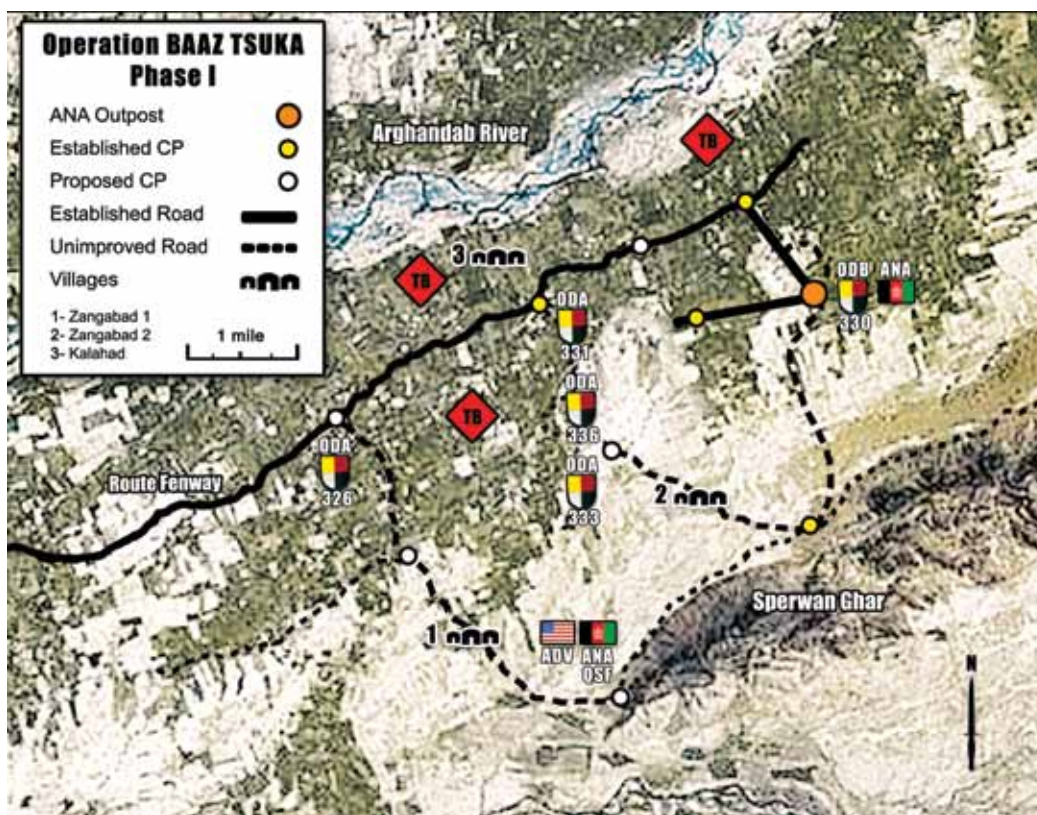 Operation BAAZ TSUKA
Phase I
ANA Outpost
Established CP
Proposed CP
Established Road
Unimproved Road
Villages
1- Zangabad 1
2- Zangabad 2
3- Kalahad
1 mile
Arghandab River
TB
TB
3
ODB
ANA
330
ODA
331
TB
ODA
336
ODA
326
Route Fenway
ODA
333
2
Sperwan Ghar
1
ADV
ANA
QSF
N